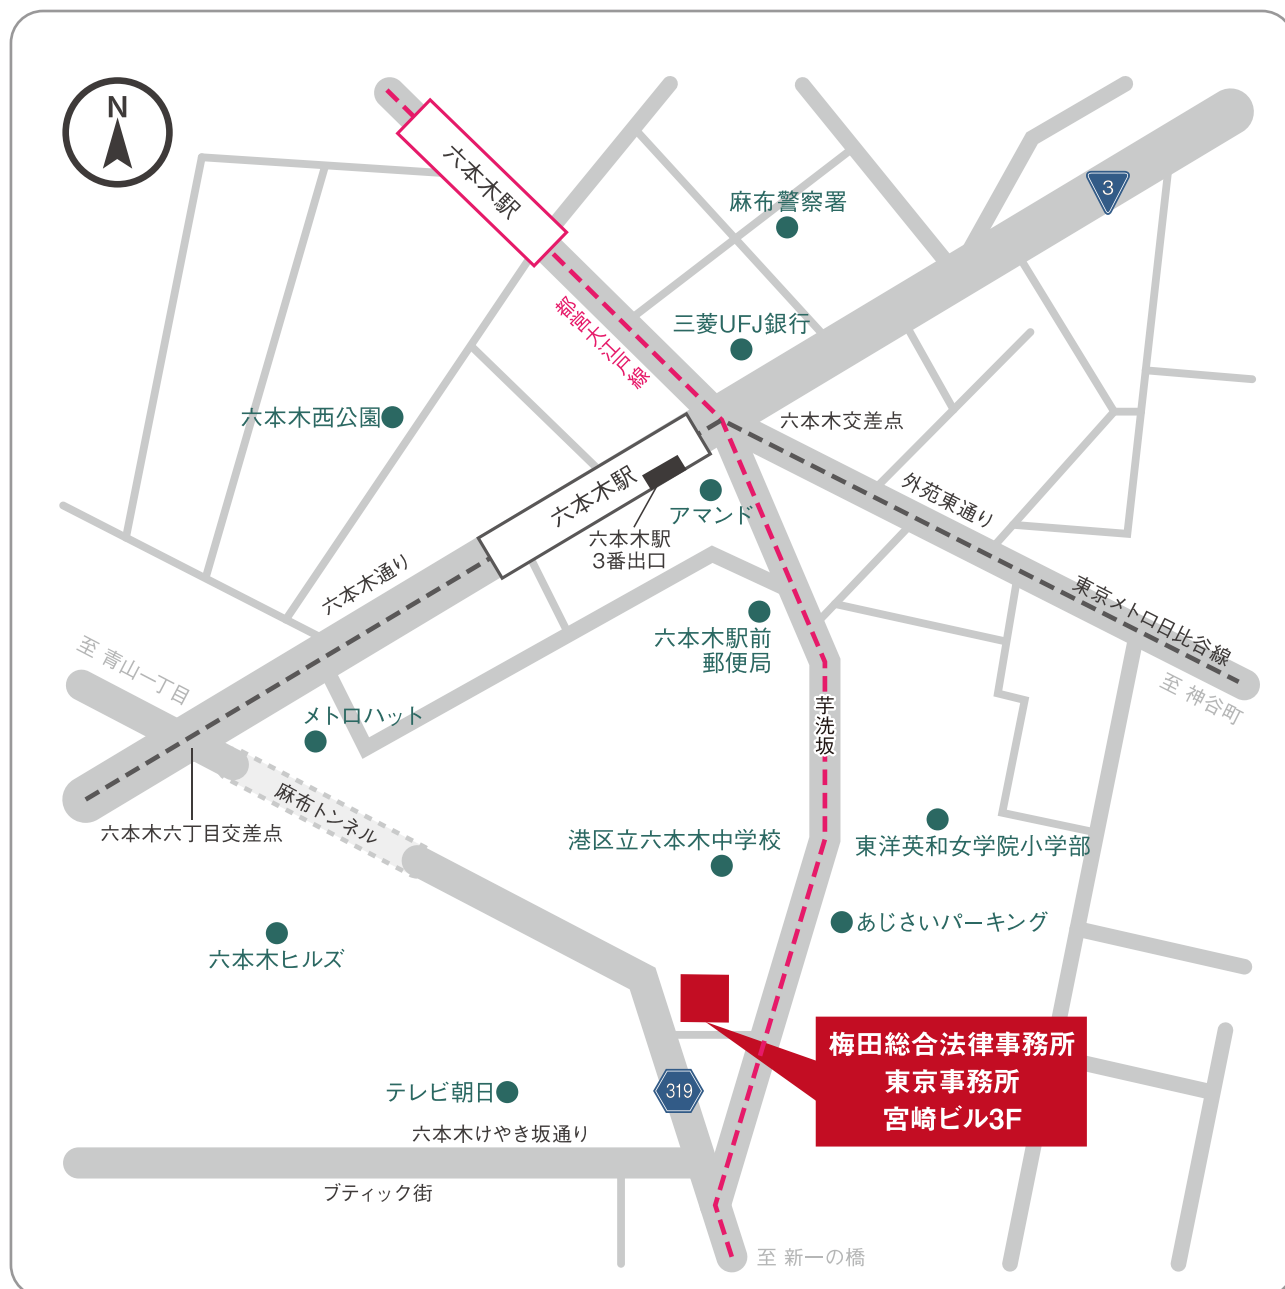 N
六本木駅
3
麻布警察署
都営大江戸線
三菱UFJ銀行
六本木西公園
六本木交差点
六本木駅
外苑東通り
アマンド
六本木駅
3番出口
六本木通り
東京メトロ日比谷線
六本木駅前
郵便局
至 青山一丁目
至 神谷町
芋洗坂
メトロハット
麻布トンネル
六本木六丁目交差点
港区立六本木中学校
東洋英和女学院小学部
あじさいパーキング
六本木ヒルズ
梅田総合法律事務所
東京事務所
宮崎ビル3F
テレビ朝日
319
六本木けやき坂通り
ブティック街
至 新一の橋